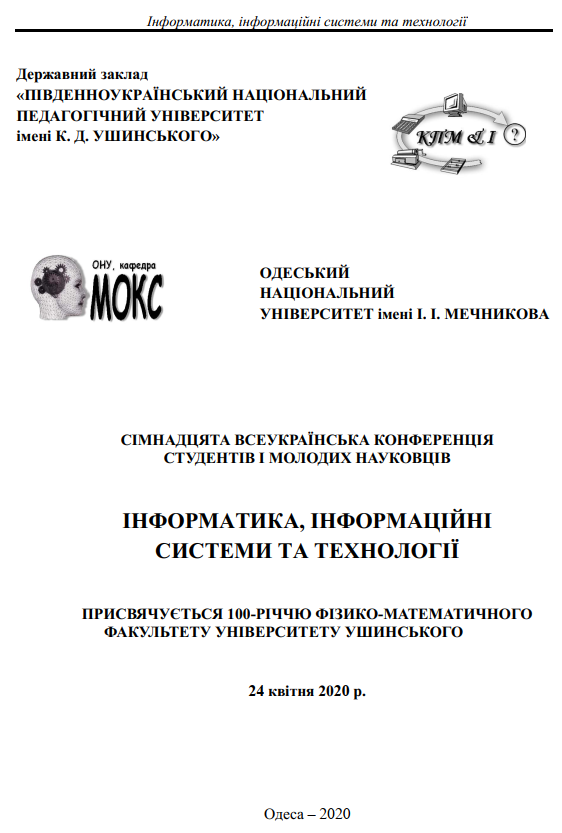 Інформатика, інформаційні системи та технології
Державний заклад
«ПІВДЕННОУКРАЇНСЬКИЙ НАЦІОНАЛЬНИЙ
ПЕДАГОГІЧНИЙ УНІВЕРСИТЕТ
імені К. Д. УШИНСЬКОГО»
КПМ & І ?
ОНУ, кафедра
МОКС
ОДЕСЬКИЙ
НАЦІОНАЛЬНИЙ
УНІВЕРСИТЕТ імені І. І. МЕЧНИКОВА
СІМНАДЦЯТА ВСЕУКРАЇНСЬКА КОНФЕРЕНЦІЯ
СТУДЕНТІВ І МОЛОДИХ НАУКОВЦІВ
ІНФОРМАТИКА, ІНФОРМАЦІЙНІ
СИСТЕМИ ТА ТЕХНОЛОГІЇ
ПРИСВЯЧУЄТЬСЯ 100-РІЧЧЮ ФІЗИКО-МАТЕМАТИЧНОГО
ФАКУЛЬТЕТУ УНІВЕРСИТЕТУ УШИНСЬКОГО
24 квітня 2020 р.
Одеса – 2020